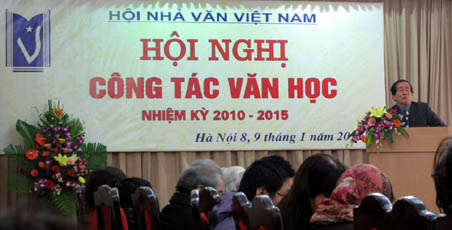 HỘI NHÀ VĂN VIỆT NAM
HỘI NGHỊ
CÔNG TÁC VĂN HỌC
NHIỆM KỲ 2010 - 2015
Hà Nội 8, 9 tháng 1 năm